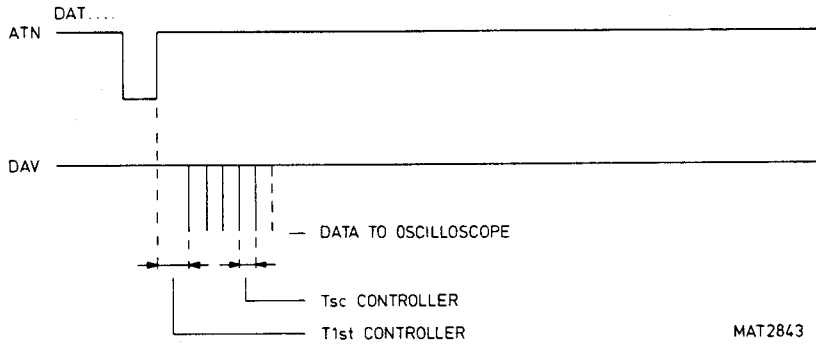 DAT....
ATN
DAV
DATA TO OSCILLOSCOPE
Tsc CONTROLLER
T1st CONTROLLER
MAT2843